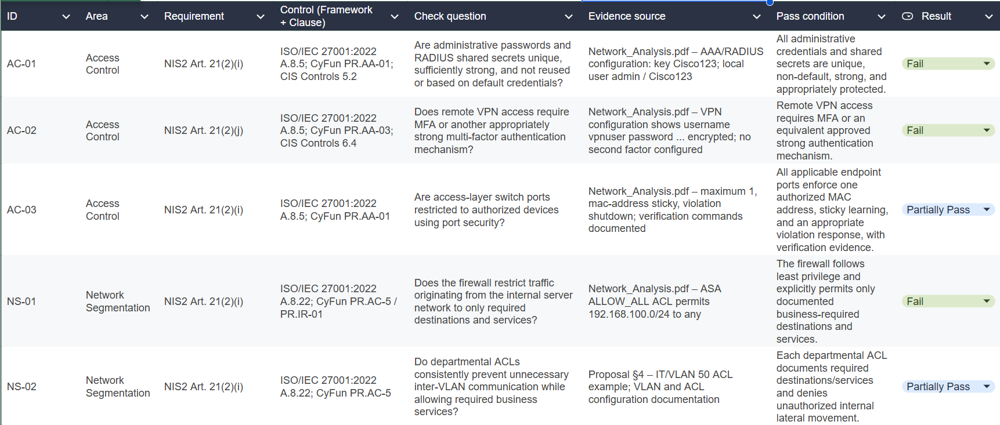 ID
Area
Requirement
Control (Framework
+ Clause)
Check question
Evidence source
Pass condition
Result
AC-01
Access
Control
NIS2 Art. 21(2)(i)
ISO/IEC 27001:2022
A.8.5; CyFun PR.AA-01;
CIS Controls 5.2
Are administrative passwords and
RADIUS shared secrets unique,
sufficiently strong, and not reused
or based on default credentials?
Network_Analysis.pdf – AAA/RADIUS
configuration: key Cisco123; local
user admin / Cisco123
All administrative
credentials and shared
secrets are unique,
non-default, strong, and
appropriately protected.
Fail
AC-02
Access
Control
NIS2 Art. 21(2)(j)
ISO/IEC 27001:2022
A.8.5; CyFun PR.AA-03;
CIS Controls 6.4
Does remote VPN access require
MFA or another appropriately
strong multi-factor authentication
mechanism?
Network_Analysis.pdf – VPN
configuration shows username
vpnuser password ... encrypted; no
second factor configured
Remote VPN access
requires MFA or an
equivalent approved
strong authentication
mechanism.
Fail
AC-03
Access
Control
NIS2 Art. 21(2)(i)
ISO/IEC 27001:2022
A.8.5; CyFun PR.AA-01
Are access-layer switch ports
restricted to authorized devices
using port security?
Network_Analysis.pdf – maximum 1,
mac-address sticky, violation
shutdown; verification commands
documented
All applicable endpoint
ports enforce one
authorized MAC
address, sticky learning,
and an appropriate
violation response, with
verification evidence.
Partially Pass
NS-01
Network
Segmentation
NIS2 Art. 21(2)(i)
ISO/IEC 27001:2022
A.8.22; CyFun PR.AC-5 /
PR.IR-01
Does the firewall restrict traffic
originating from the internal server
network to only required
destinations and services?
Network_Analysis.pdf – ASA
ALLOW_ALL ACL permits
192.168.100.0/24 to any
The firewall follows
least privilege and
explicitly permits only
documented
business-required
destinations and
services.
Fail
NS-02
Network
Segmentation
NIS2 Art. 21(2)(i)
ISO/IEC 27001:2022
A.8.22; CyFun PR.AC-5
Do departmental ACLs
consistently prevent unnecessary
inter-VLAN communication while
allowing required business
services?
Proposal §4 – IT/VLAN 50 ACL
example; VLAN and ACL
configuration documentation
Each departmental ACL
documents required
destinations/services
and denies
unauthorized internal
lateral movement.
Partially Pass